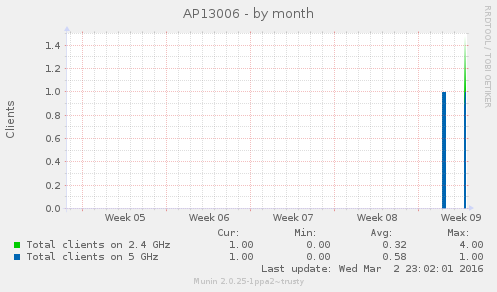 AP13006 - by month
RRDTOOL / TOBI OETIKER
Clients
1.4
1.2
1.0
0.8
0.6
0.4
0.2
0.0
Week 05 Week 06 Week 07 Week 08 Week 09
Cur: Min: Avg: Max:
Total clients on 2.4 GHz 1.00 0.00 0.32 4.00
Total clients on 5 GHz 1.00 0.00 0.58 1.00
Last update: Wed Mar 2 23:02:01 2016
Munin 2.0.25-1ppa2~trusty